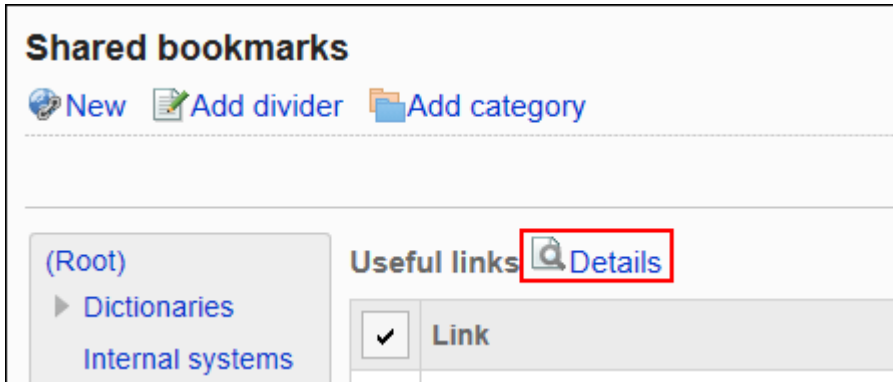 Shared bookmarks
New Add divider Add category
(Root)
Useful links Details
Dictionaries
Link
Internal systems